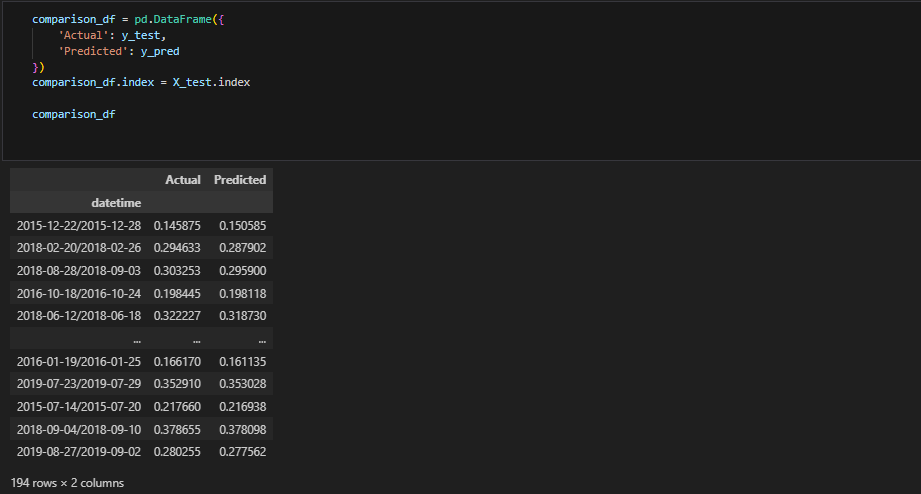 comparison_df = pd.DataFrame({
'Actual': y_test,
'Predicted': y_pred
})
comparison_df.index = X_test.index
comparison_df
Actual Predicted
datetime
2015-12-22/2015-12-28 0.145875 0.150585
2018-02-20/2018-02-26 0.294633 0.287902
2018-08-28/2018-09-03 0.303253 0.295900
2016-10-18/2016-10-24 0.198445 0.198118
2018-06-12/2018-06-18 0.322227 0.318730
... ... ...
2016-01-19/2016-01-25 0.166170 0.161135
2019-07-23/2019-07-29 0.352910 0.353028
2015-07-14/2015-07-20 0.217660 0.216938
2018-09-04/2018-09-10 0.378655 0.378098
2019-08-27/2019-09-02 0.280255 0.277562
194 rows × 2 columns